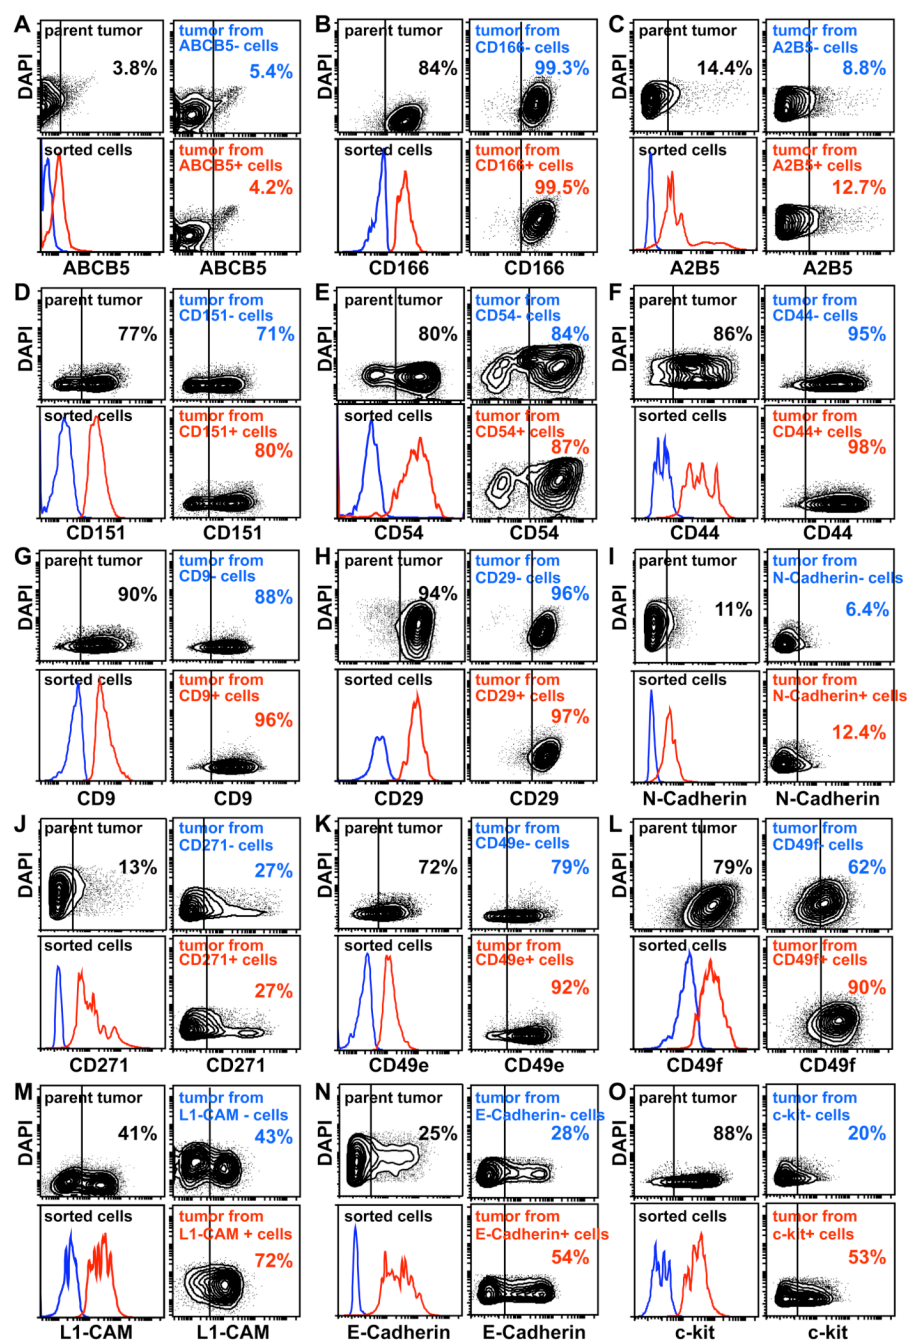 A
parent tumor
3.8%
DAPI
tumor from
ABCB5- cells
5.4%
sorted cells
ABCB5
tumor from
ABCB5+ cells
4.2%
ABCB5
B
parent tumor
84%
DAPI
tumor from
CD166- cells
99.3%
sorted cells
CD166
tumor from
CD166+ cells
99.5%
CD166
C
parent tumor
14.4%
DAPI
tumor from
A2B5- cells
8.8%
sorted cells
A2B5
tumor from
A2B5+ cells
12.7%
A2B5
D
parent tumor
77%
DAPI
tumor from
CD151- cells
71%
sorted cells
CD151
tumor from
CD151+ cells
80%
CD151
E
parent tumor
80%
DAPI
tumor from
CD54- cells
84%
sorted cells
CD54
tumor from
CD54+ cells
87%
CD54
F
parent tumor
86%
DAPI
tumor from
CD44- cells
95%
sorted cells
CD44
tumor from
CD44+ cells
98%
CD44
G
parent tumor
90%
DAPI
tumor from
CD9- cells
88%
sorted cells
CD9
tumor from
CD9+ cells
96%
CD9
H
parent tumor
94%
DAPI
tumor from
CD29- cells
96%
sorted cells
CD29
tumor from
CD29+ cells
97%
CD29
I
parent tumor
11%
DAPI
tumor from
N-Cadherin- cells
6.4%
sorted cells
N-Cadherin
tumor from
N-Cadherin+ cells
12.4%
N-Cadherin
J
parent tumor
13%
DAPI
tumor from
CD271- cells
27%
sorted cells
CD271
tumor from
CD271+ cells
27%
CD271
K
parent tumor
72%
DAPI
tumor from
CD49e- cells
79%
sorted cells
CD49e
tumor from
CD49e+ cells
92%
CD49e
L
parent tumor
79%
DAPI
tumor from
CD49f- cells
62%
sorted cells
CD49f
tumor from
CD49f+ cells
90%
CD49f
M
parent tumor
41%
DAPI
tumor from
L1-CAM - cells
43%
sorted cells
L1-CAM
tumor from
L1-CAM + cells
72%
L1-CAM
N
parent tumor
25%
DAPI
tumor from
E-Cadherin- cells
28%
sorted cells
E-Cadherin
tumor from
E-Cadherin+ cells
54%
E-Cadherin
O
parent tumor
88%
DAPI
tumor from
c-kit- cells
20%
sorted cells
c-kit
tumor from
c-kit+ cells
53%
c-kit